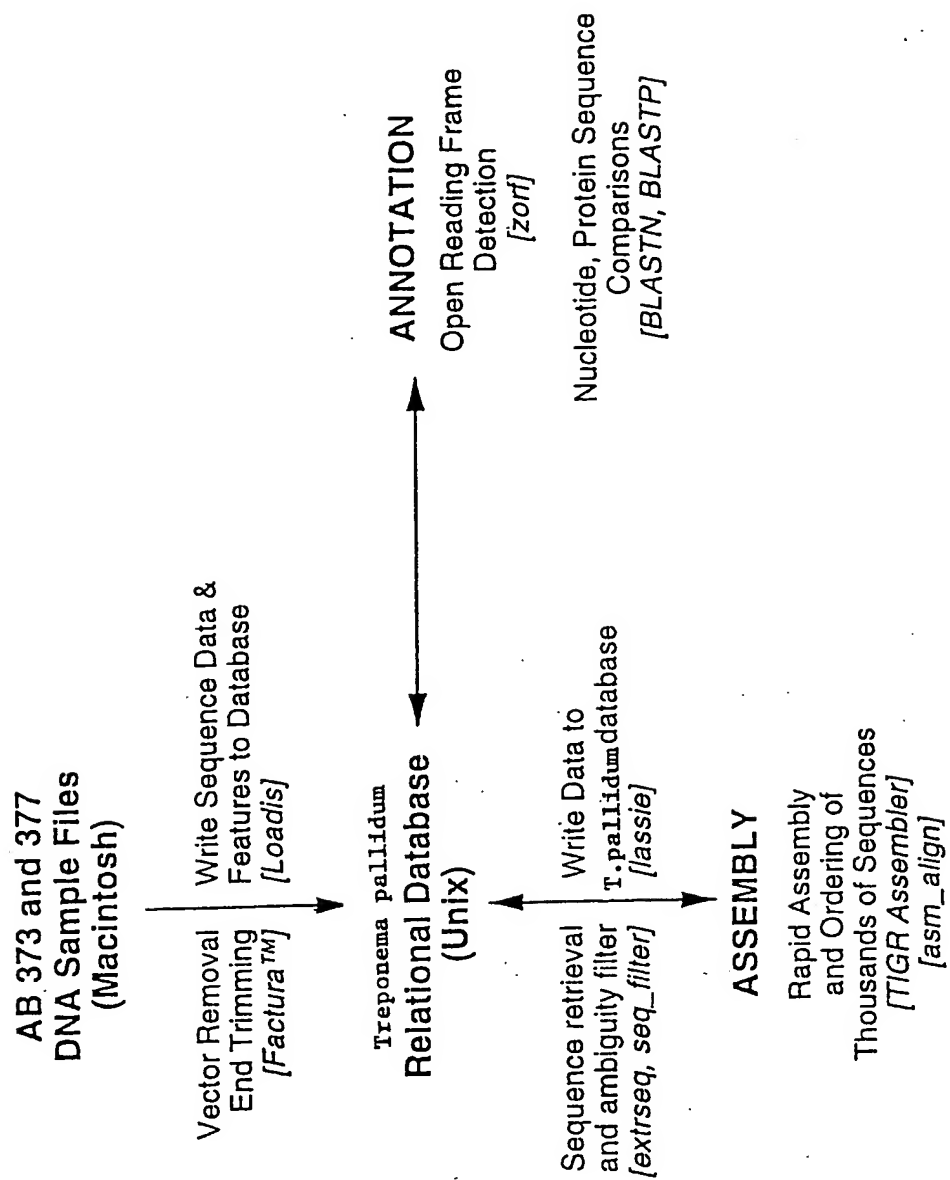 AB 373 and 377
DNA Sample Files
(Macintosh)
Vector Removal
End Trimming
[Factura™]
Write Sequence Data &
Features to Database
[Loadis]
Treponema pallidum
Relational Database
(Unix)
ANNOTATION
Open Reading Frame
Detection
[zorf]
Nucleotide, Protein Sequence
Comparisons
[BLASTN, BLASTP]
Sequence retrieval
and ambiguity filter
[extrseq, seq_filter]
Write Data to
T.pallidum database
[lassie]
ASSEMBLY
Rapid Assembly
and Ordering of
Thousands of Sequences
[TIGR Assembler]
[asm_align]